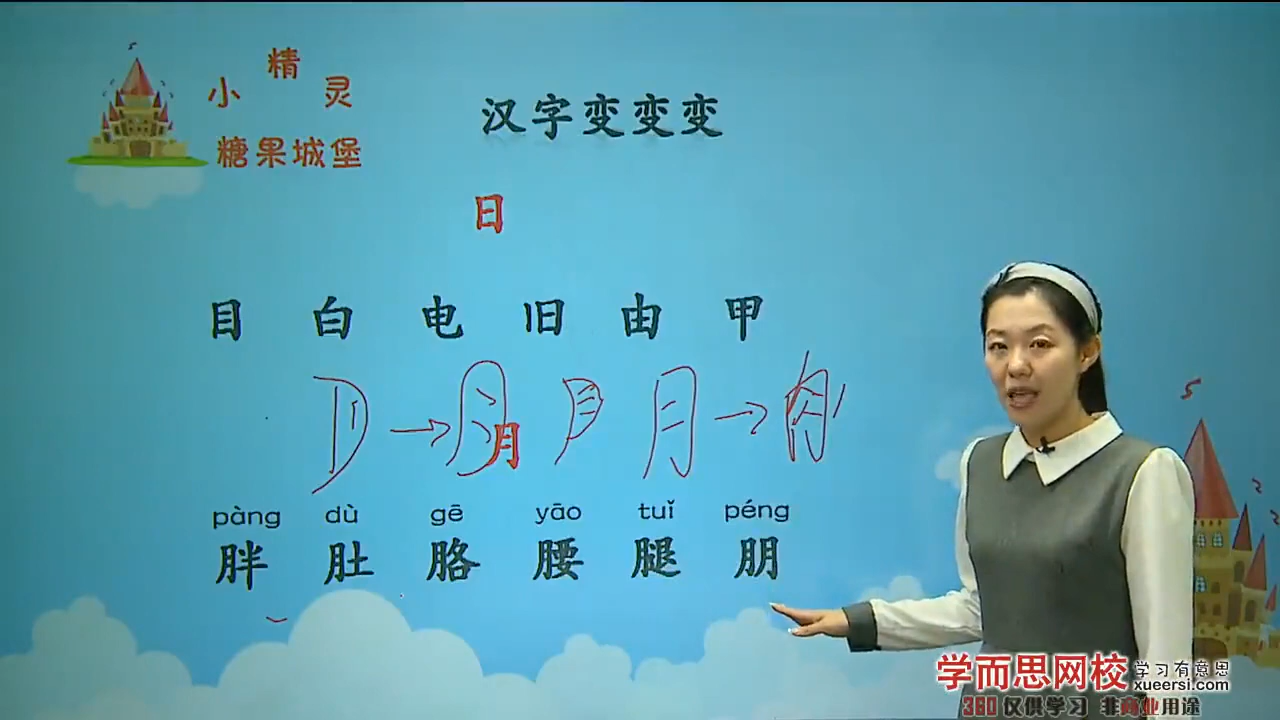 小精灵
糖果城堡
汉字变变变
日
目 白 电 旧 由 甲
月 → 肉
月
pàng dù gē yāo tuǐ péng
胖 肚 胳 腰 腿 朋
学而思网校 学习有意思
xueersi.com
360 仅供学习 非商业用途